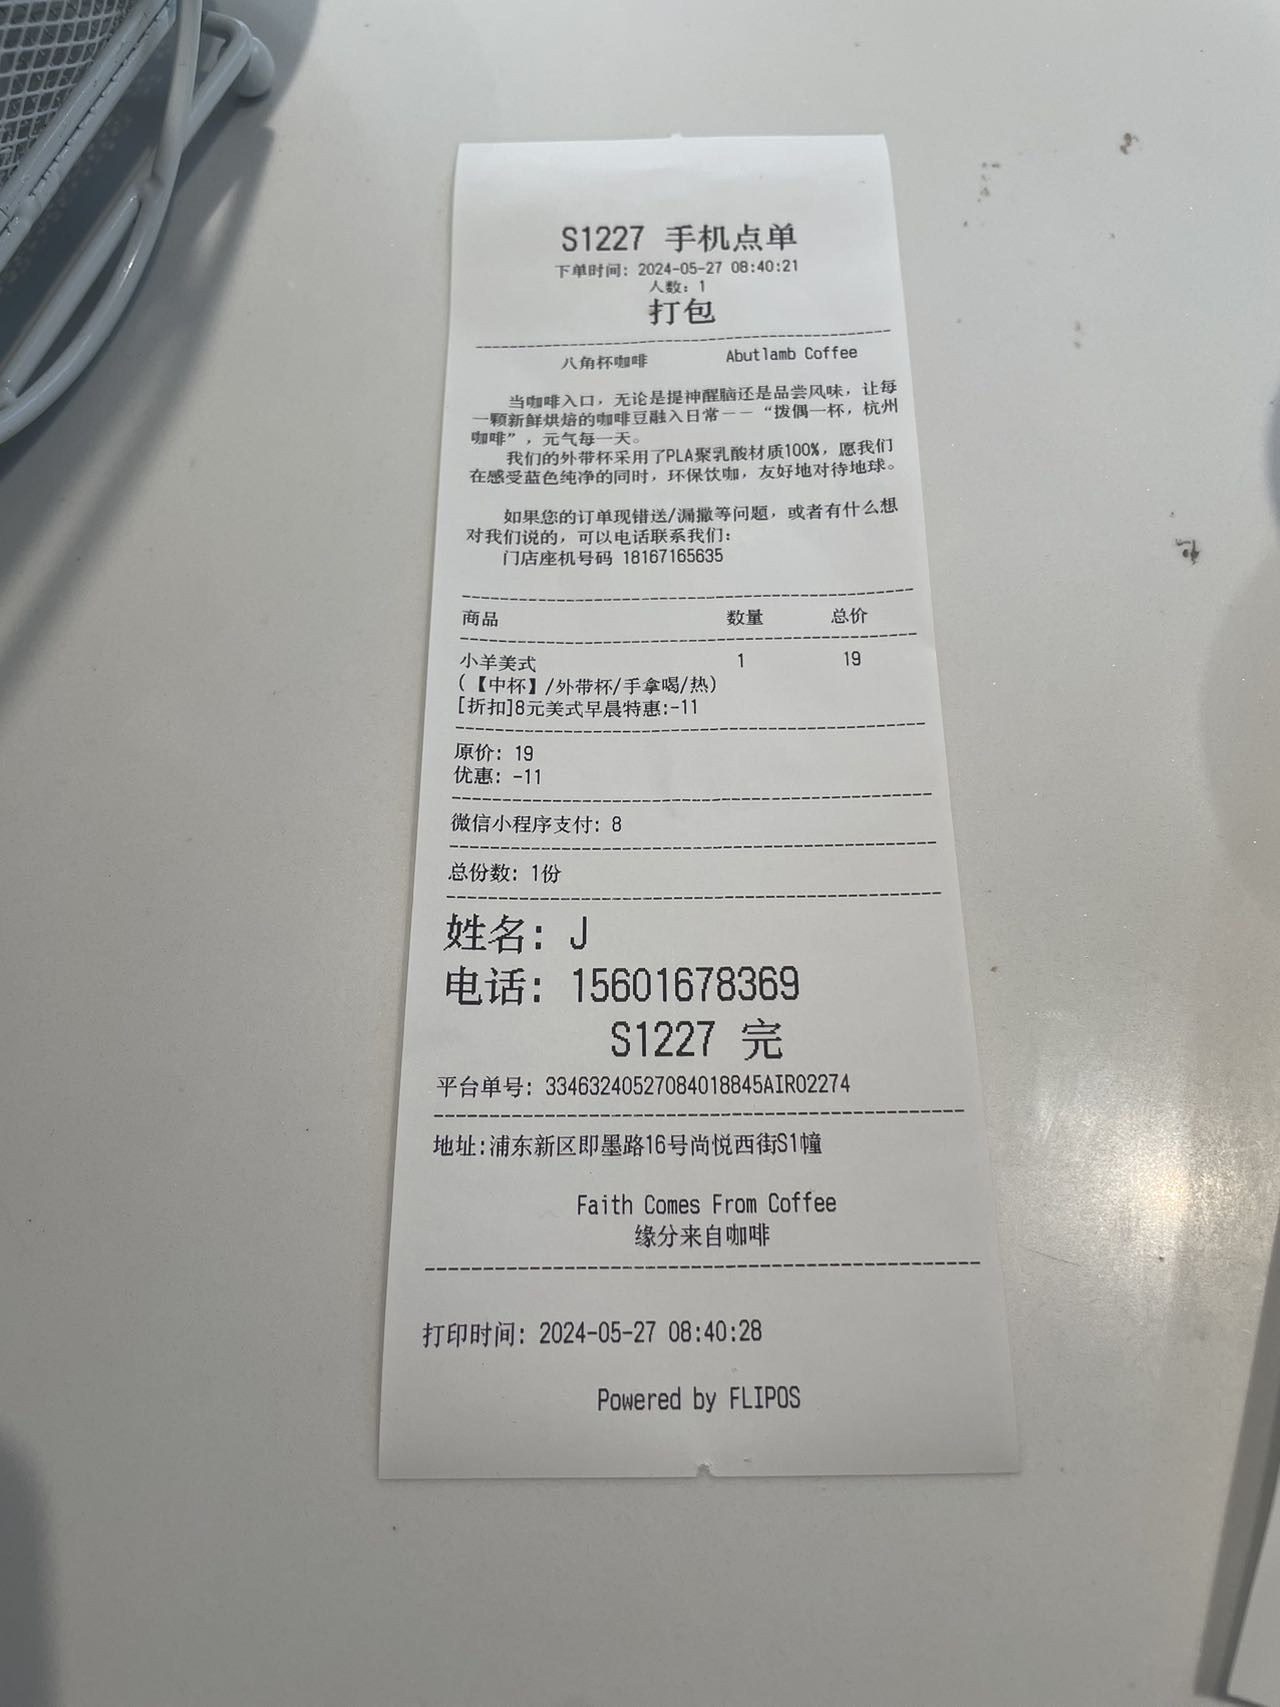 S1227 手机点单
下单时间: 2024-05-27 08:40:21
人数: 1
打包
八角杯咖啡 Abutlamb Coffee
当咖啡入口，无论是提神醒脑还是品尝风味，让每
一颗新鲜烘焙的咖啡豆融入日常——“拨偶一杯，杭州
咖啡”，元气每一天。
我们的外带杯采用了PLA聚乳酸材质100%，愿我们
在感受蓝色纯净的同时，环保饮咖，友好地对待地球。
如果您的订单现错送/漏撒等问题，或者有什么想
对我们说的，可以电话联系我们：
门店座机号码 18167165635
商品 数量 总价
小羊美式 1 19
(【中杯】/外带杯/手拿喝/热)
[折扣]8元美式早晨特惠:-11
原价: 19
优惠: -11
微信小程序支付: 8
总份数: 1份
姓名: J
电话: 15601678369
S1227 完
平台单号: 33463240527084018845AIR02274
地址:浦东新区即墨路16号尚悦西街S1幢
Faith Comes From Coffee
缘分来自咖啡
打印时间: 2024-05-27 08:40:28
Powered by FLIPOS